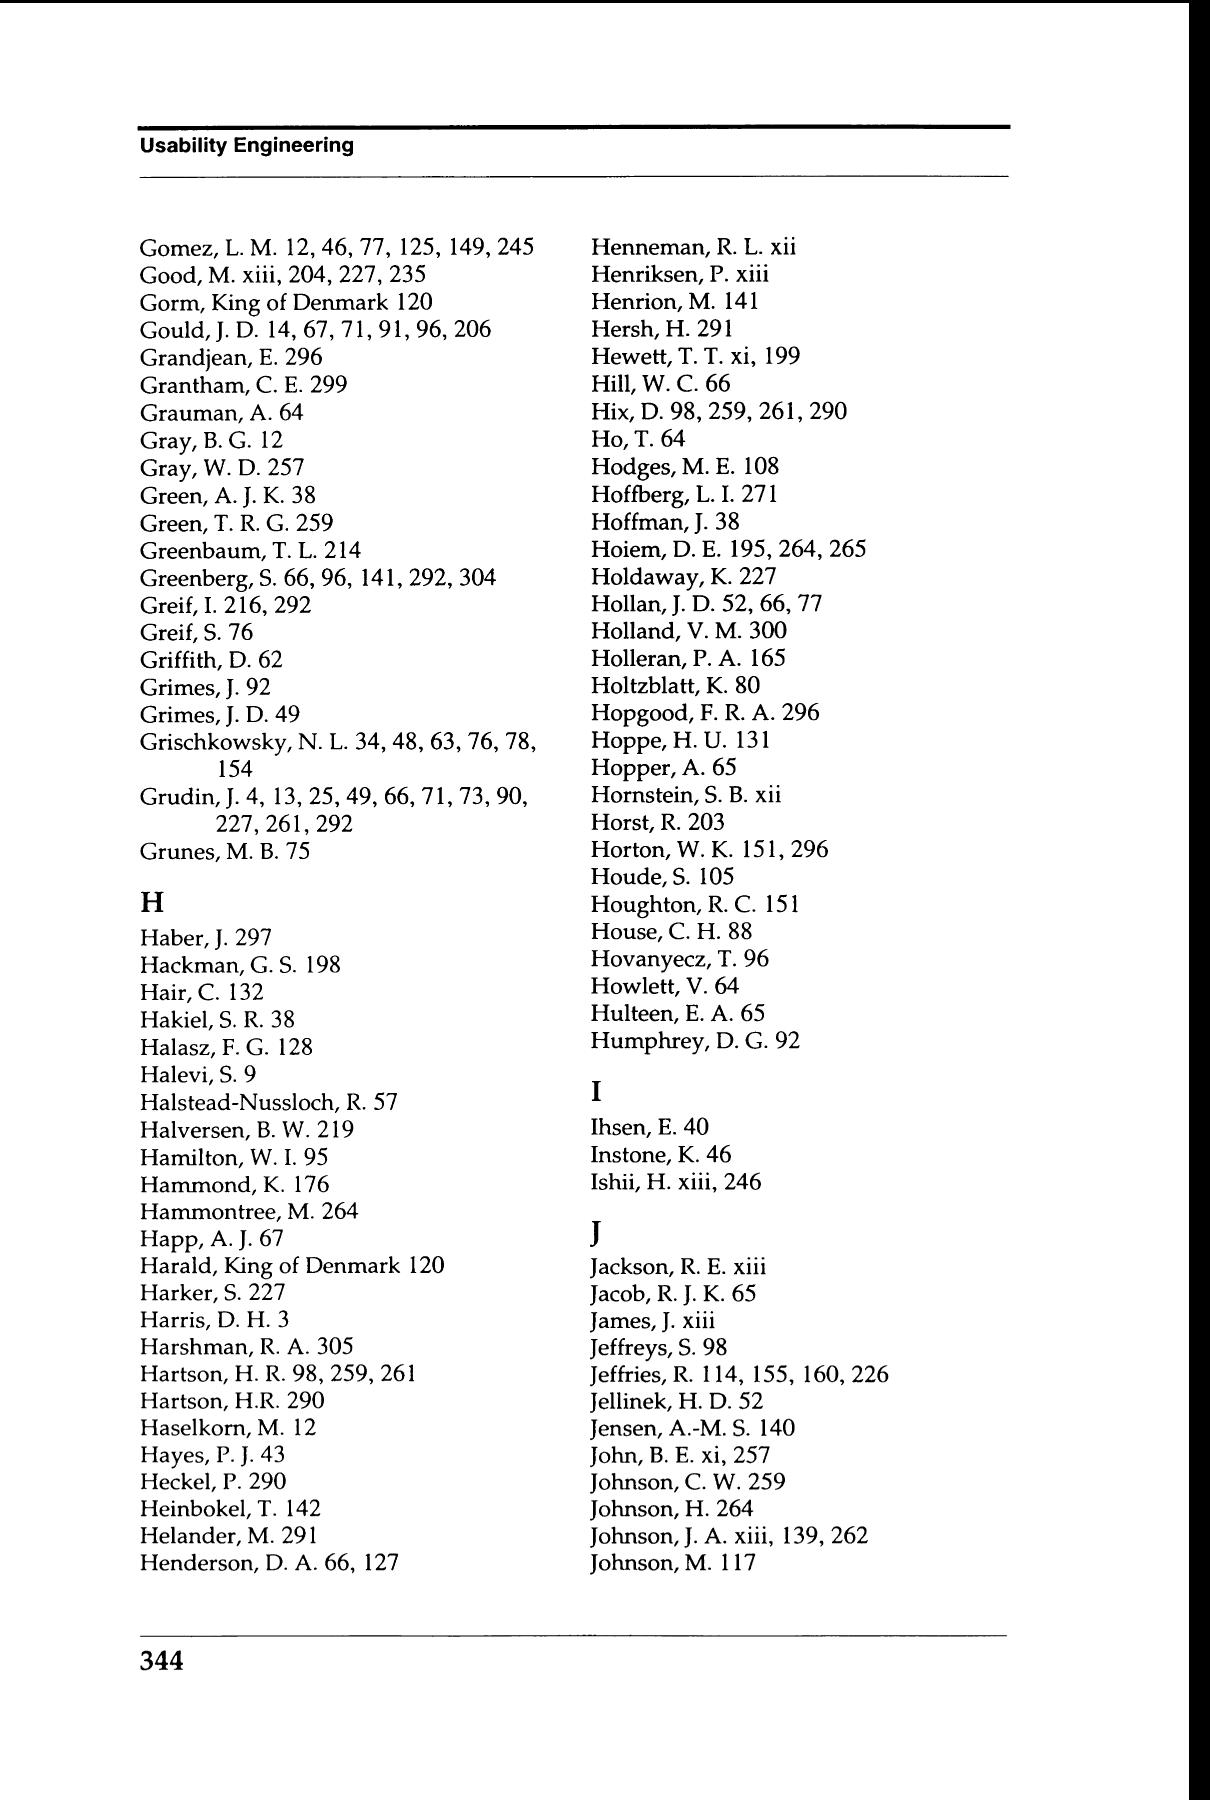 Usability Engineering
Gomez, L. M. 12, 46, 77, 125, 149, 245
Good, M. xiii, 204, 227, 235
Gorm, King of Denmark 120
Gould, J. D. 14, 67, 71, 91, 96, 206
Grandjean, E. 296
Grantham, C. E. 299
Grauman, A. 64
Gray, B. G. 12
Gray, W. D. 257
Green, A. J. K. 38
Green, T. R. G. 259
Greenbaum, T. L. 214
Greenberg, S. 66, 96, 141, 292, 304
Greif, I. 216, 292
Greif, S. 76
Griffith, D. 62
Grimes, J. 92
Grimes, J. D. 49
Grischkowsky, N. L. 34, 48, 63, 76, 78,
154
Grudin, J. 4, 13, 25, 49, 66, 71, 73, 90,
227, 261, 292
Grunes, M. B. 75
H
Haber, J. 297
Hackman, G. S. 198
Hair, C. 132
Hakiel, S. R. 38
Halasz, F. G. 128
Halevi, S. 9
Halstead-Nussloch, R. 57
Halversen, B. W. 219
Hamilton, W. I. 95
Hammond, K. 176
Hammontree, M. 264
Happ, A. J. 67
Harald, King of Denmark 120
Harker, S. 227
Harris, D. H. 3
Harshman, R. A. 305
Hartson, H. R. 98, 259, 261
Hartson, H.R. 290
Haselkorn, M. 12
Hayes, P. J. 43
Heckel, P. 290
Heinbokel, T. 142
Helander, M. 291
Henderson, D. A. 66, 127
Henneman, R. L. xii
Henriksen, P. xiii
Henrion, M. 141
Hersh, H. 291
Hewett, T. T. xi, 199
Hill, W. C. 66
Hix, D. 98, 259, 261, 290
Ho, T. 64
Hodges, M. E. 108
Hoffberg, L. I. 271
Hoffman, J. 38
Hoiem, D. E. 195, 264, 265
Holdaway, K. 227
Hollan, J. D. 52, 66, 77
Holland, V. M. 300
Holleran, P. A. 165
Holtzblatt, K. 80
Hopgood, F. R. A. 296
Hoppe, H. U. 131
Hopper, A. 65
Hornstein, S. B. xii
Horst, R. 203
Horton, W. K. 151, 296
Houde, S. 105
Houghton, R. C. 151
House, C. H. 88
Hovanyecz, T. 96
Howlett, V. 64
Hulteen, E. A. 65
Humphrey, D. G. 92
I
Ihsen, E. 40
Instone, K. 46
Ishii, H. xiii, 246
J
Jackson, R. E. xiii
Jacob, R. J. K. 65
James, J. xiii
Jeffreys, S. 98
Jeffries, R. 114, 155, 160, 226
Jellinek, H. D. 52
Jensen, A.-M. S. 140
John, B. E. xi, 257
Johnson, C. W. 259
Johnson, H. 264
Johnson, J. A. xiii, 139, 262
Johnson, M. 117
344